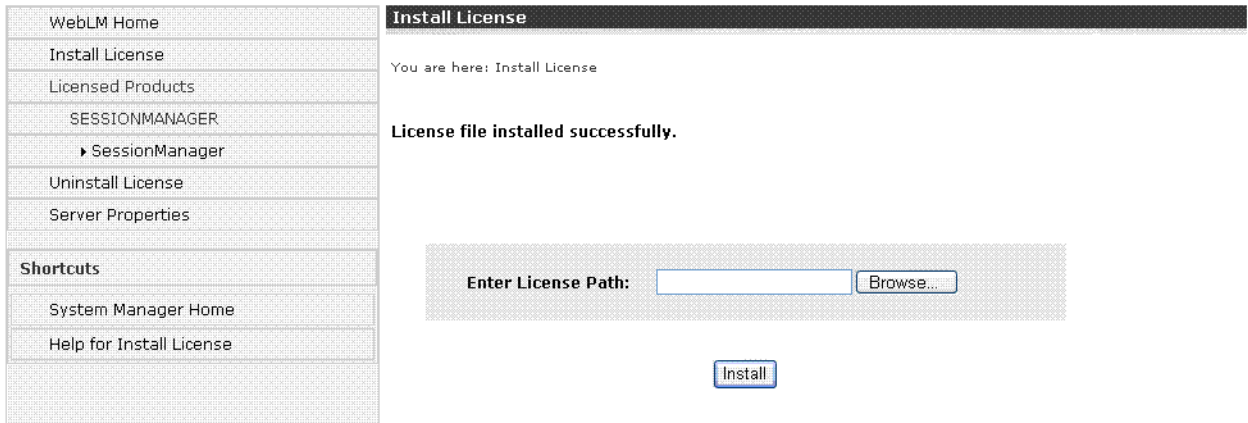 WebLM Home
Install License
Licensed Products
SESSIONMANAGER
SessionManager
Uninstall License
Server Properties
Shortcuts
System Manager Home
Help for Install License
Install License
You are here: Install License
License file installed successfully.
Enter License Path:
Browse...
Install